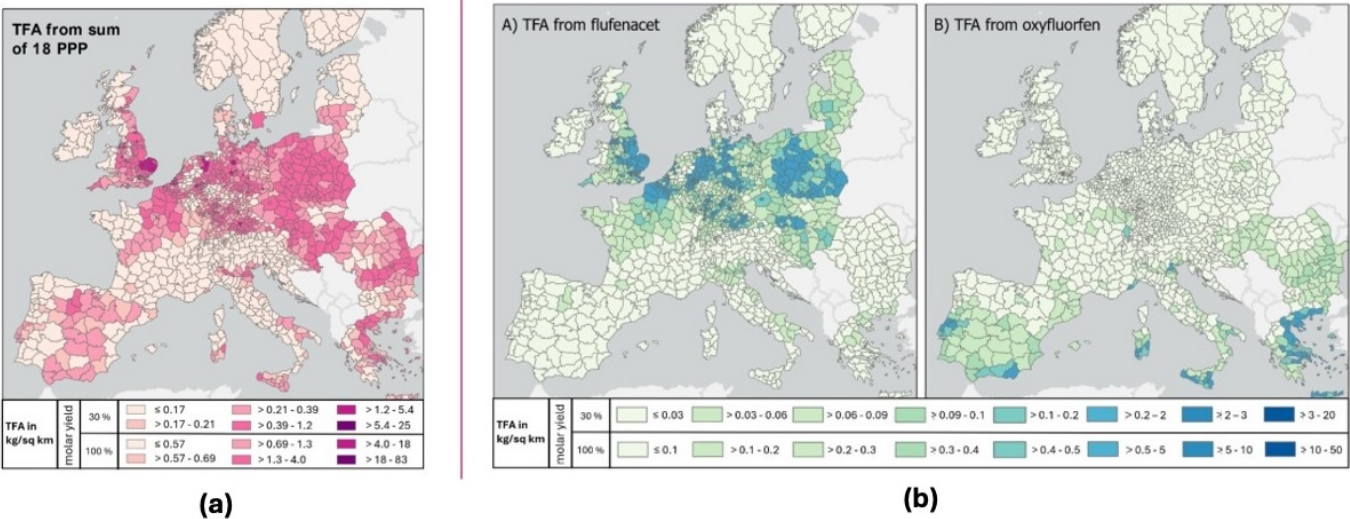 TFA from sum
of 18 PPP
TFA in
kg/sq km
molar yield
30 %
≤ 0.17
> 0.17 - 0.21
> 0.21 - 0.39
> 0.39 - 1.2
> 1.2 - 5.4
> 5.4 - 25
100 %
≤ 0.57
> 0.57 - 0.69
> 0.69 - 1.3
> 1.3 - 4.0
> 4.0 - 18
> 18 - 83
(a)
A) TFA from flufenacet
B) TFA from oxyfluorfen
TFA in
kg/sq km
molar yield
30 %
≤ 0.03
> 0.03 - 0.06
> 0.06 - 0.09
> 0.09 - 0.1
> 0.1 - 0.2
> 0.2 – 2
≥ 2 – 3
> 3 - 20
100 %
≤ 0.1
> 0.1 - 0.2
> 0.2 - 0.3
> 0.3 - 0.4
> 0.4 - 0.5
> 0.5 - 5
≥ 5 - 10
≥ 10 - 50
(b)